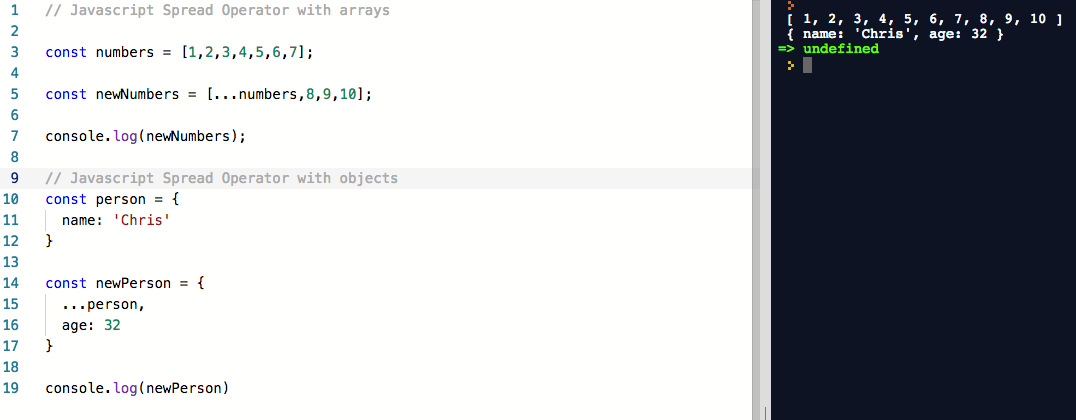 1 // Javascript Spread Operator with arrays
2
3 const numbers = [1,2,3,4,5,6,7];
4
5 const newNumbers = [...numbers,8,9,10];
6
7 console.log(newNumbers);
8
9 // Javascript Spread Operator with objects
10 const person = {
11   name: 'Chris'
12 }
13
14 const newPerson = {
15   ...person,
16   age: 32
17 }
18
19 console.log(newPerson)
>
[ 1, 2, 3, 4, 5, 6, 7, 8, 9, 10 ]
{ name: 'Chris', age: 32 }
=> undefined
>